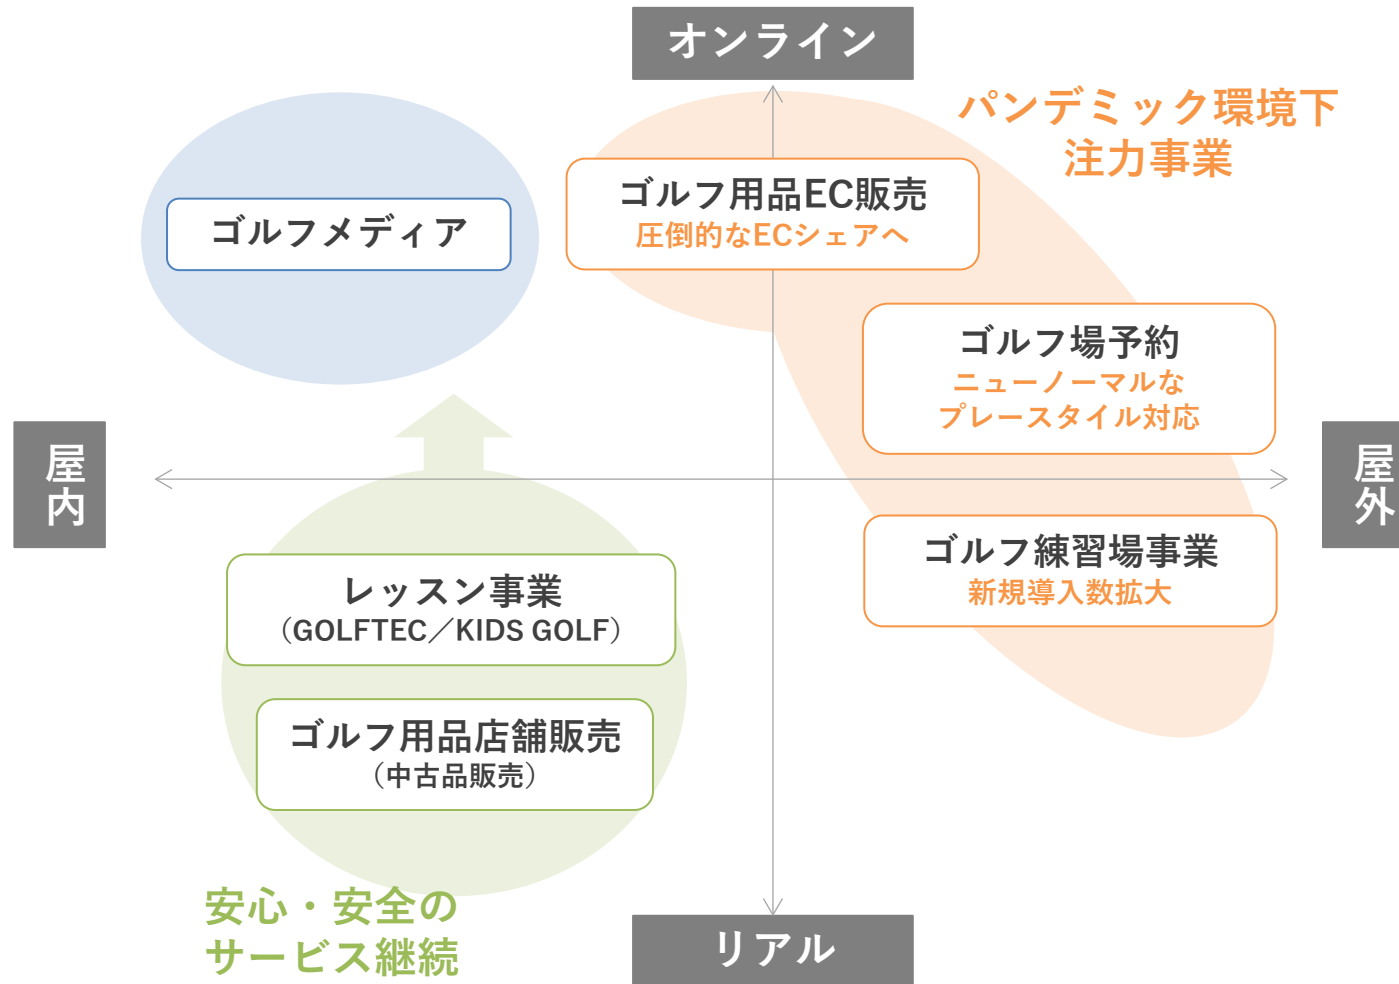 オンライン
パンデミック環境下
注力事業
ゴルフ用品EC販売
圧倒的なECシェアへ
ゴルフメディア
ゴルフ場予約
ニューノーマルな
プレースタイル対応
屋内
屋外
ゴルフ練習場事業
新規導入数拡大
レッスン事業
（GOLFTEC／KIDS GOLF）
ゴルフ用品店舗販売
（中古品販売）
安心・安全の
サービス継続
リアル